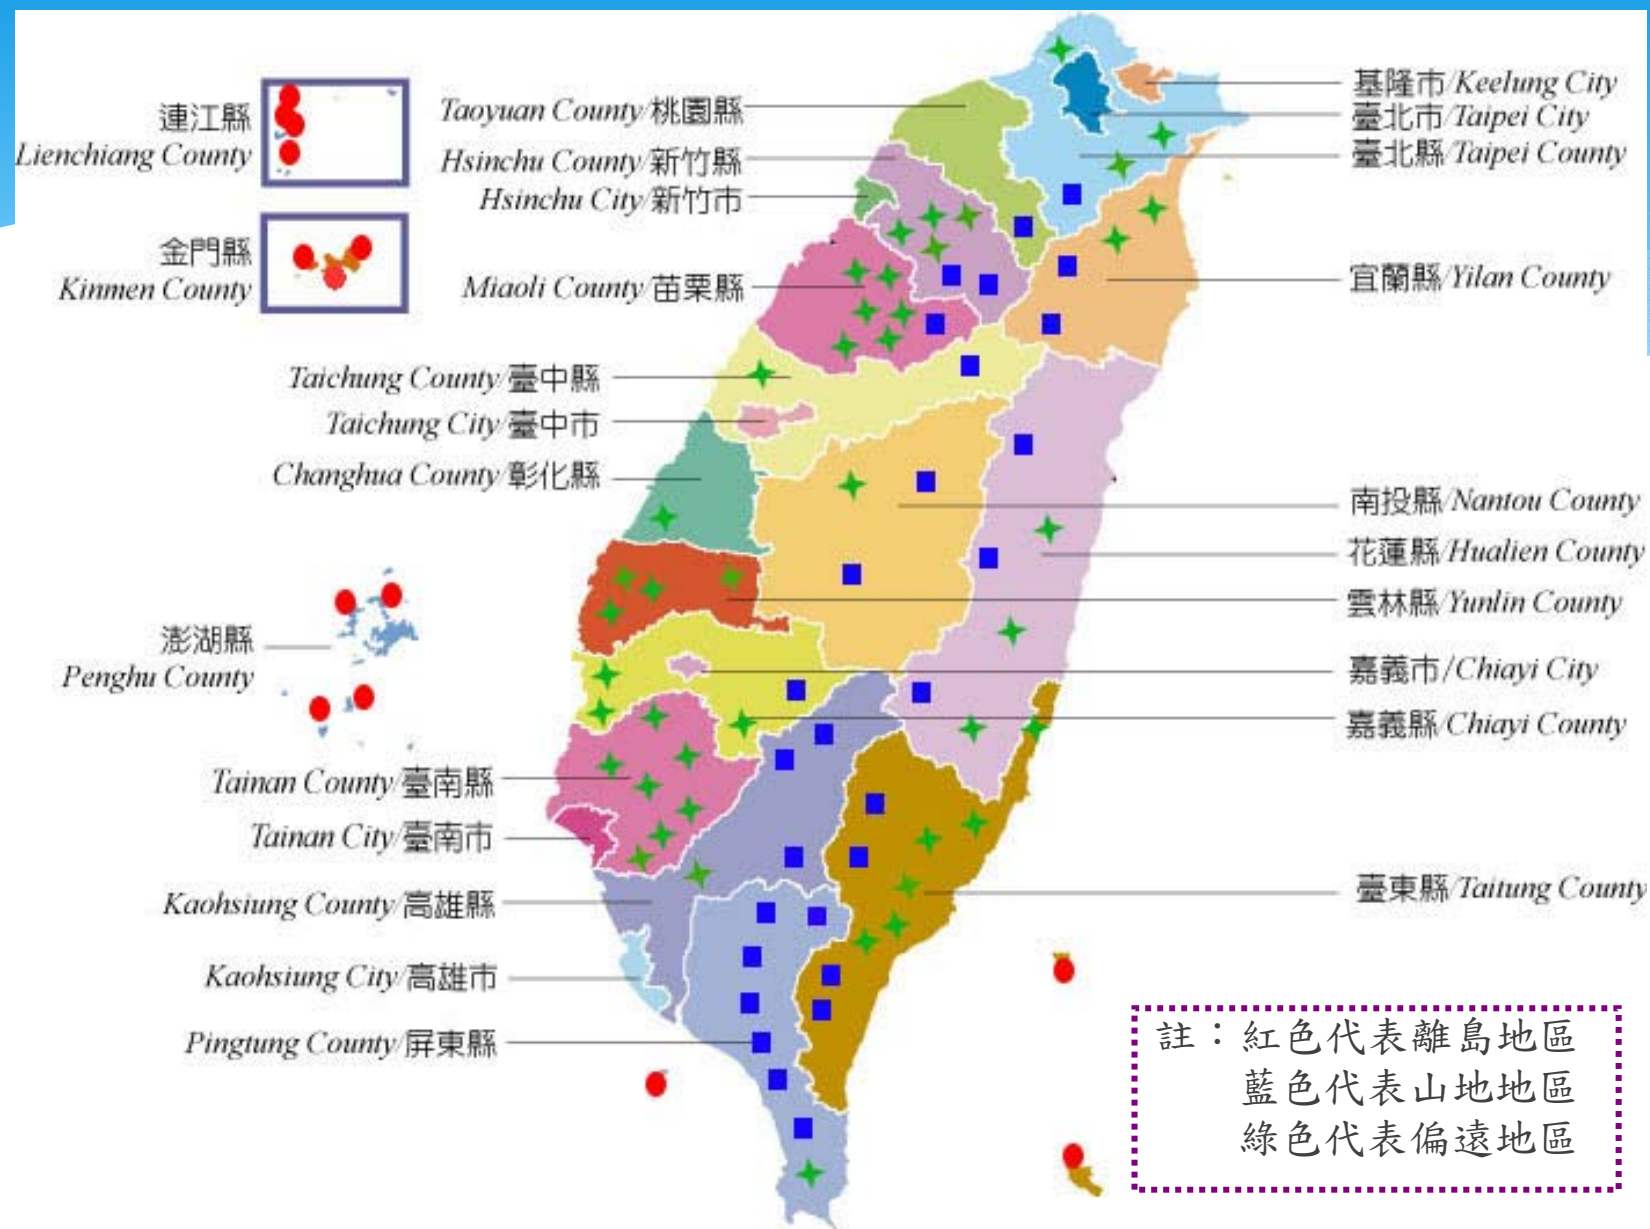 連江縣
Lienchiang County
金門縣
Kinmen County
澎湖縣
Penghu County
Taoyuan County/桃園縣
Hsinchu County/新竹縣
Hsinchu City/新竹市
Miaoli County/苗栗縣
Taichung County/臺中縣
Taichung City/臺中市
Changhua County/彰化縣
Tainan County/臺南縣
Tainan City/臺南市
Kaohsiung County/高雄縣
Kaohsiung City/高雄市
Pingtung County/屏東縣
基隆市/Keelung City
臺北市/Taipei City
臺北縣/Taipei County
宜蘭縣/Yilan County
南投縣/Nantou County
花蓮縣/Hualien County
雲林縣/Yunlin County
嘉義市/Chiayi City
嘉義縣/Chiayi County
臺東縣/Taitung County
註：紅色代表離島地區
藍色代表山地地區
綠色代表偏遠地區